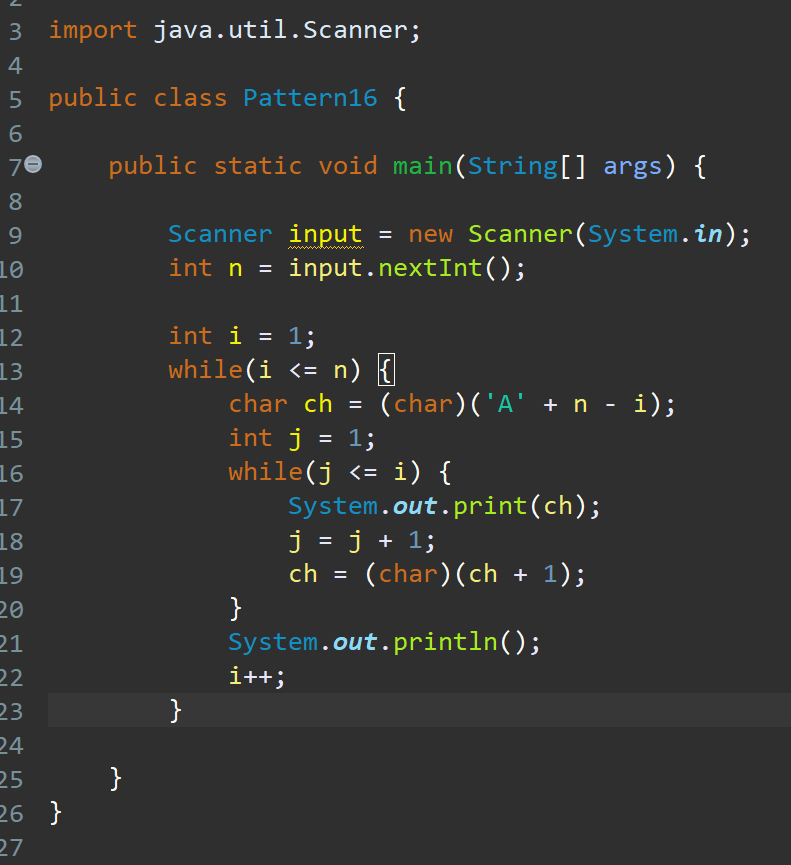 2
3 import java.util.Scanner;
4
5 public class Pattern16 {
6
7 public static void main(String[] args) {
8
9 Scanner input = new Scanner(System.in);
10 int n = input.nextInt();
11
12 int i = 1;
13 while(i <= n) {
14 char ch = (char)('A' + n - i);
15 int j = 1;
16 while(j <= i) {
17 System.out.print(ch);
18 j = j + 1;
19 ch = (char)(ch + 1);
20 }
21 System.out.println();
22 i++;
23 }
24
25 }
26 }
27